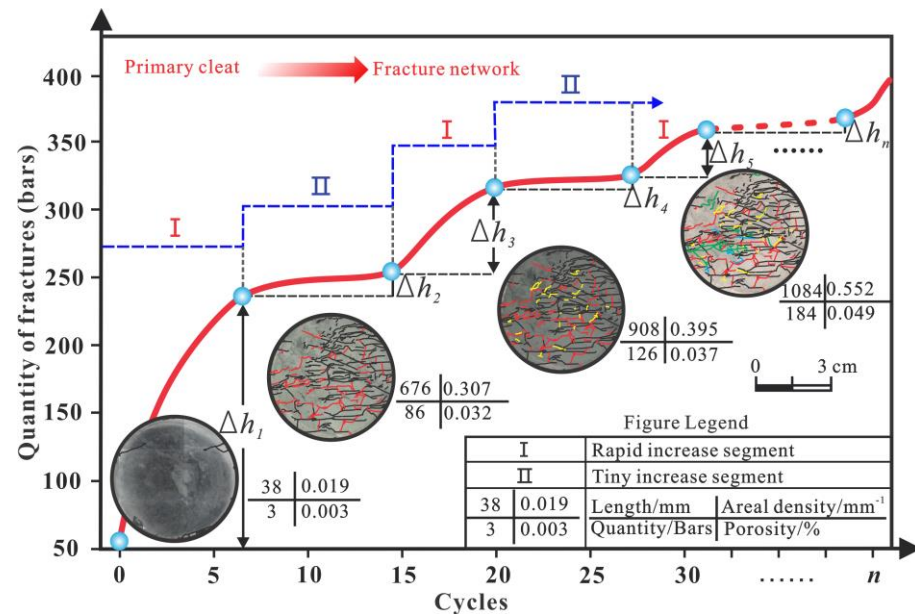 Quantity of fractures (bars)
400
350
300
250
200
150
100
50
Primary cleat
Fracture network
I
II
I
II
I
Δh1
Δh2
Δh3
Δh4
Δh5
Δhn
......
38 0.019
3 0.003
676 0.307
86 0.032
908 0.395
126 0.037
1084 0.552
184 0.049
0 3 cm
Figure Legend
I Rapid increase segment
II Tiny increase segment
38 0.019 Length/mm Areal density/mm⁻¹
3 0.003 Quantity/Bars Porosity/%
0 5 10 15 20 25 30 ...... n
Cycles